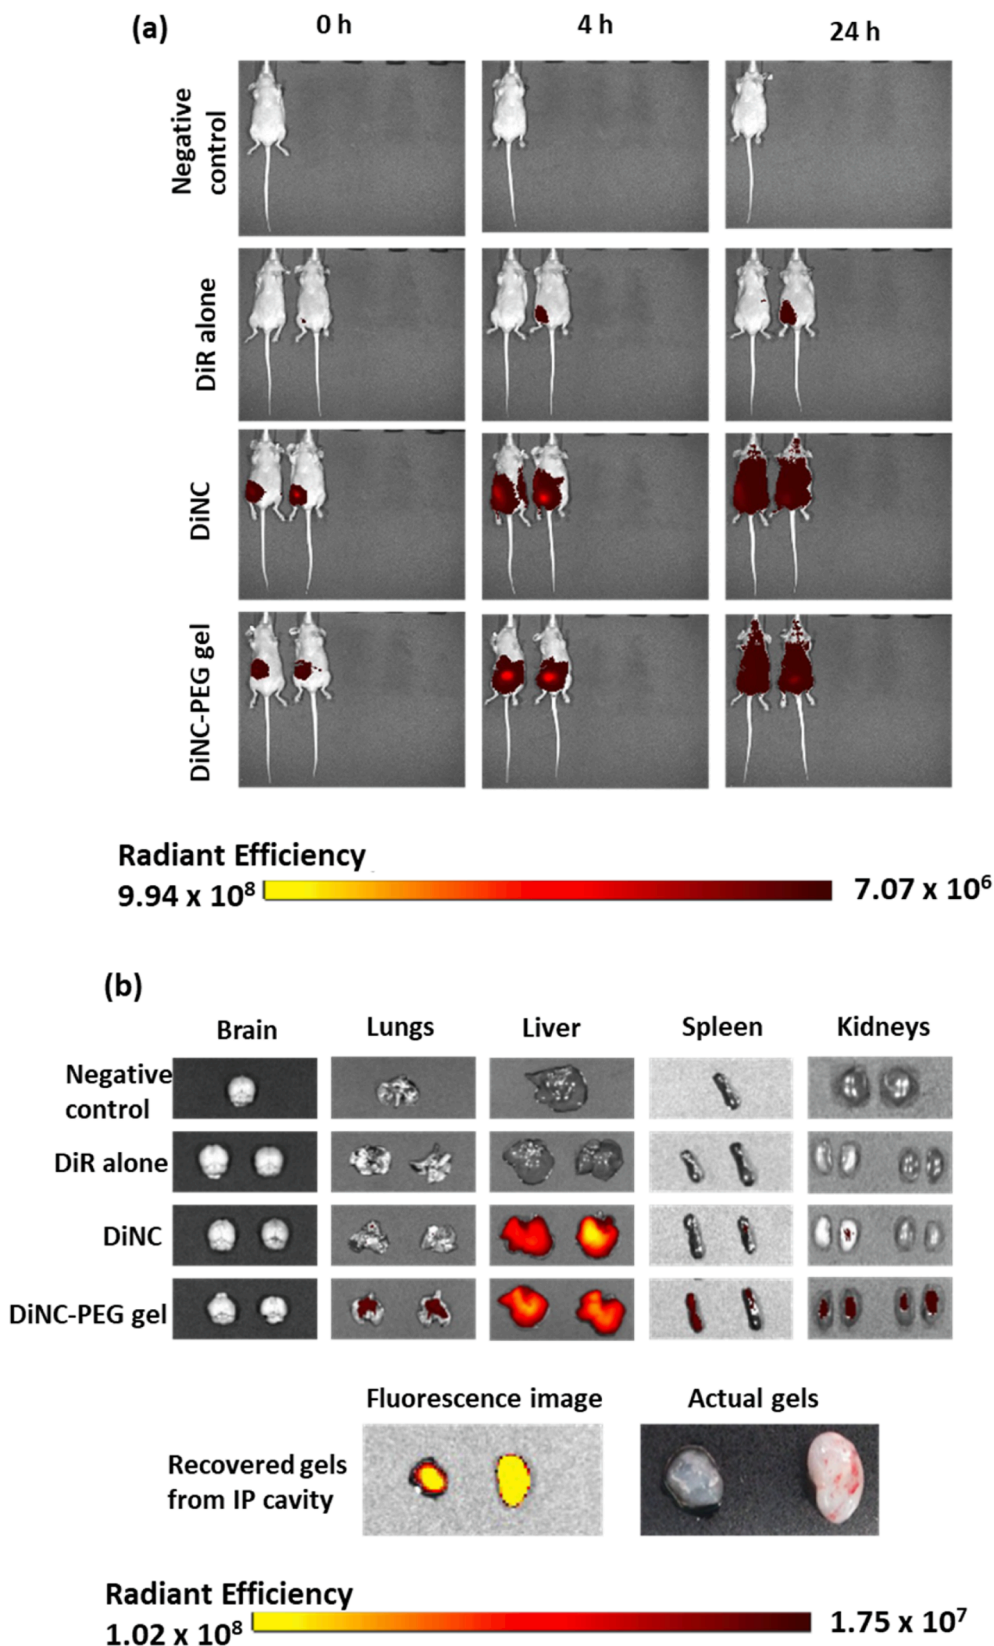 (a)
0 h
4 h
24 h
Negative
control
DiR alone
DiNC
DiNC-PEG gel
Radiant Efficiency
9.94 x 10⁸
7.07 x 10⁶
(b)
Brain
Lungs
Liver
Spleen
Kidneys
Negative
control
DiR alone
DiNC
DiNC-PEG gel
Fluorescence image
Actual gels
Recovered gels
from IP cavity
Radiant Efficiency
1.02 x 10⁸
1.75 x 10⁷